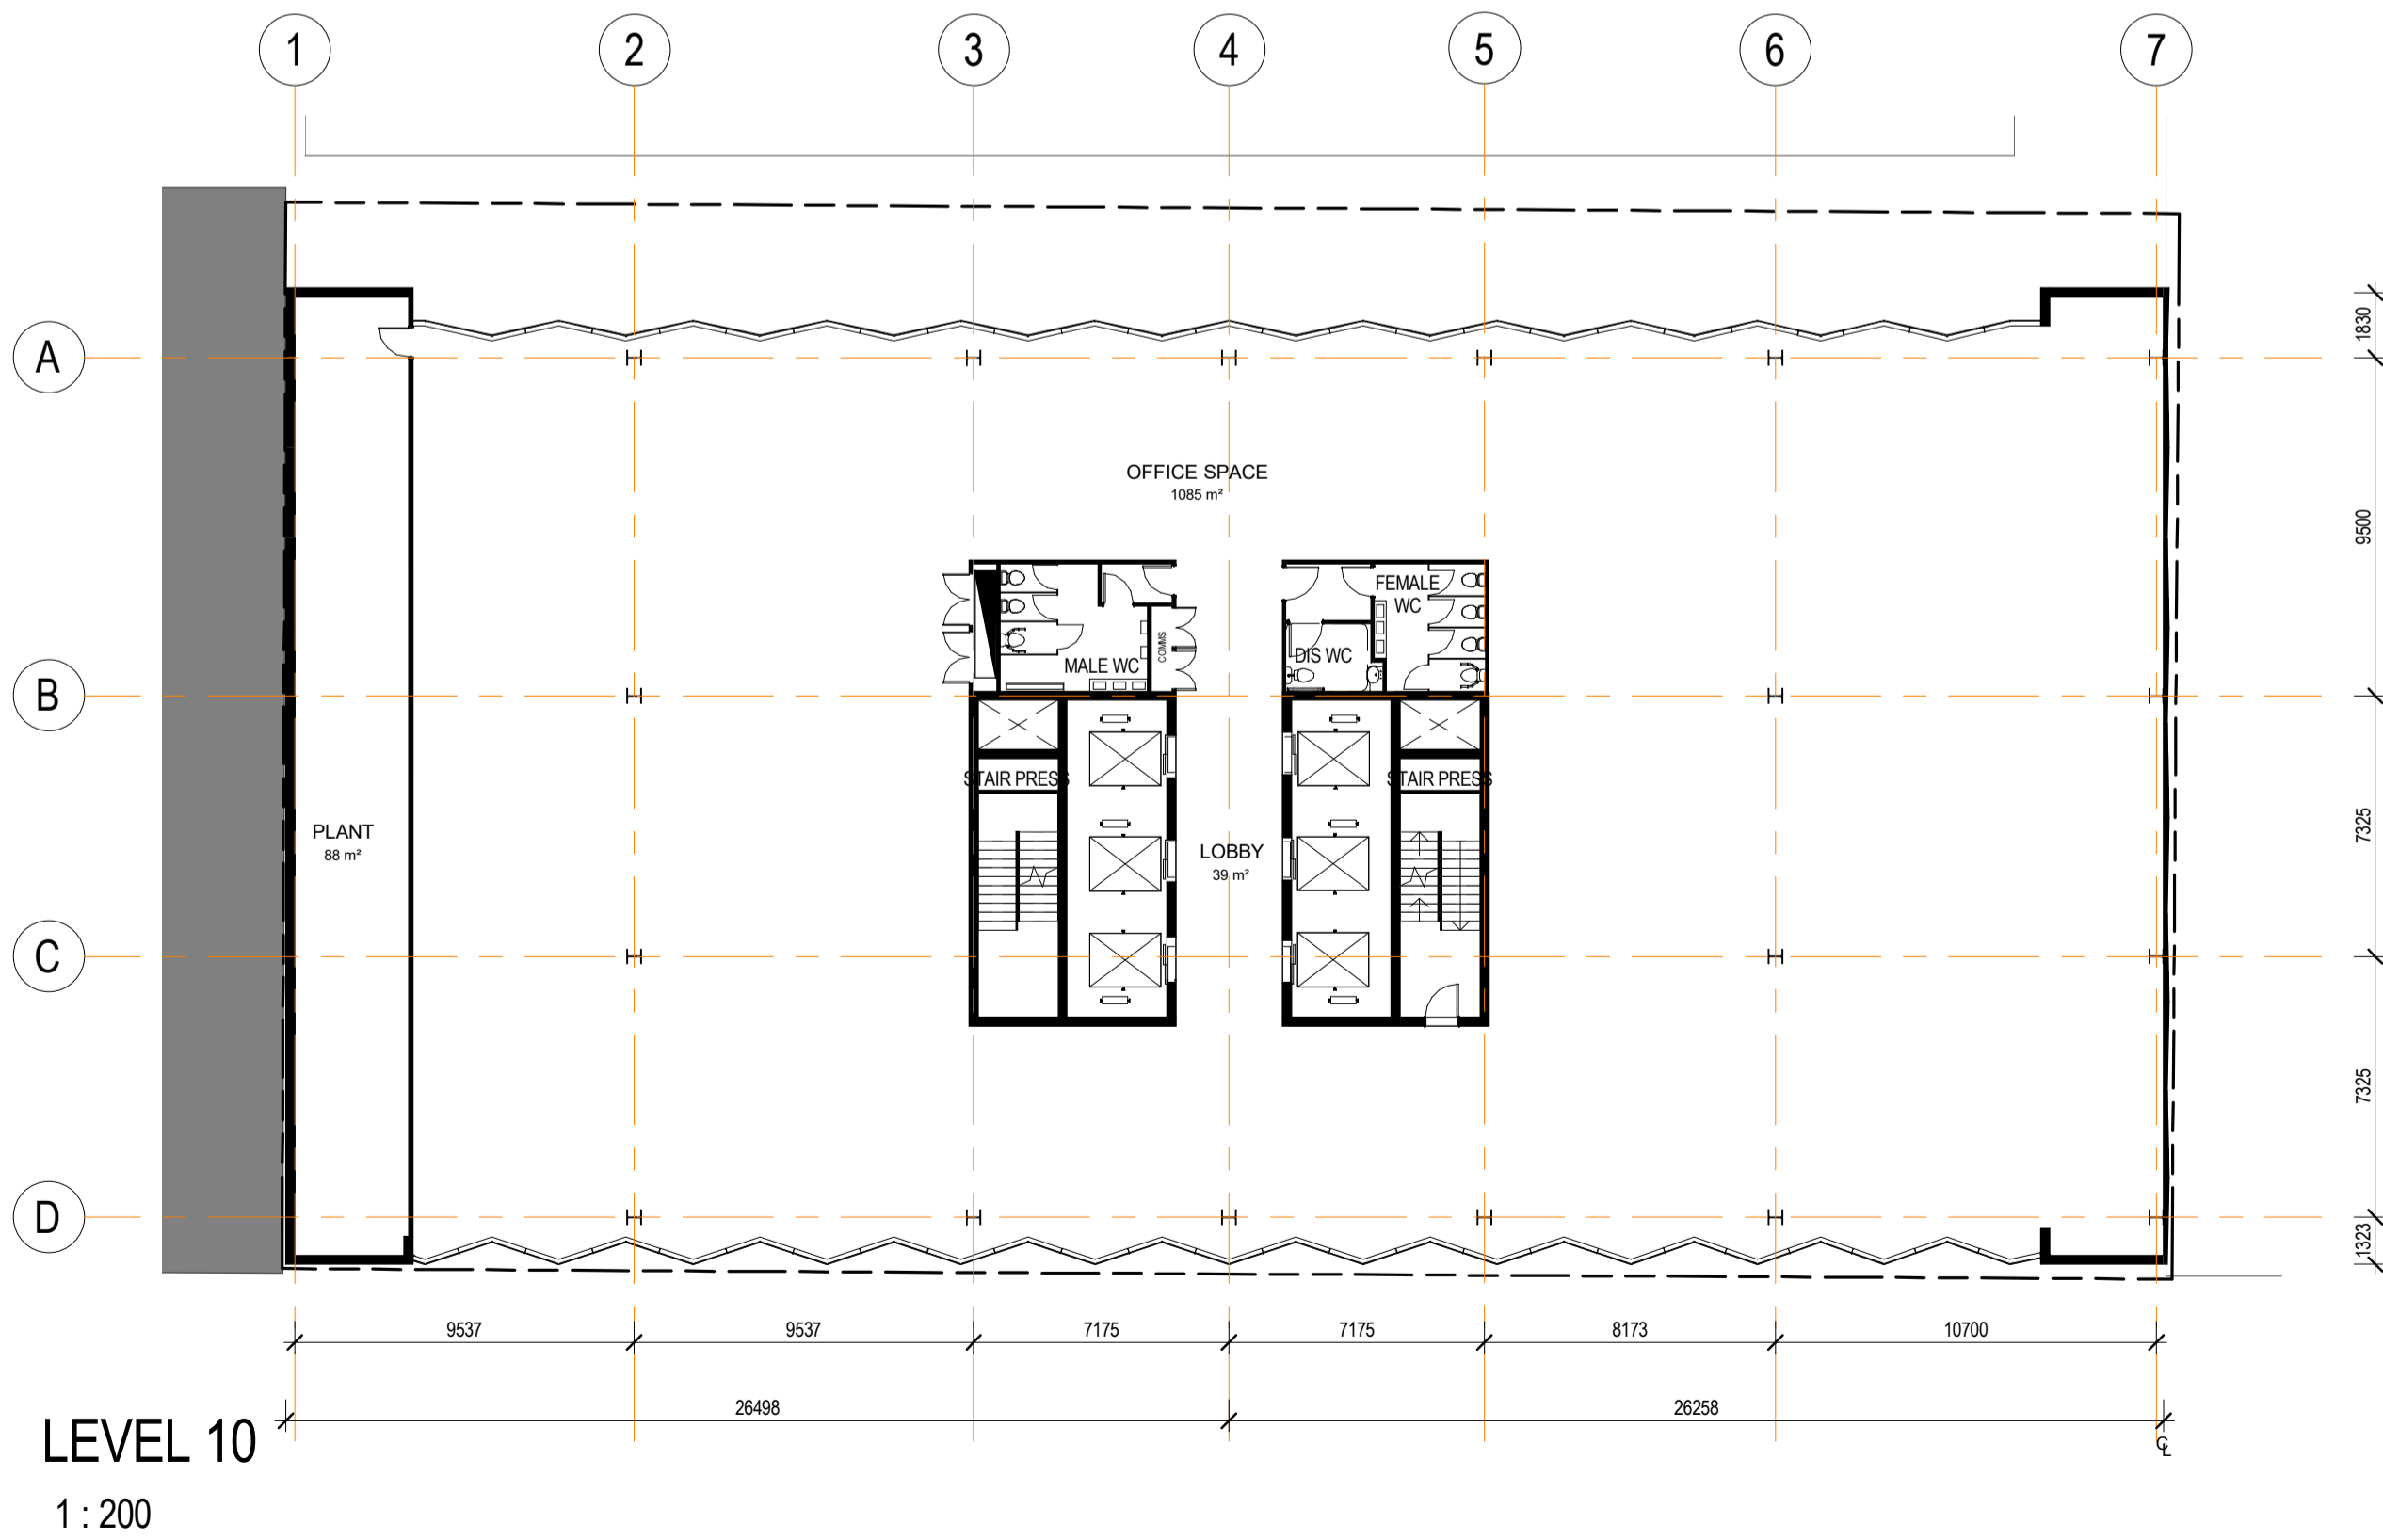 1 2 3 4 5 6 7
1830
A
OFFICE SPACE
1085 m²
9500
FEMALE
WC
COMMS
DIS WC
MALE WC
B
STAIR PRESS
STAIR PRESS
7325
PLANT
88 m²
LOBBY
39 m²
C
7325
D
1323
9537 9537 7175 7175 8173 10700
26498 26258
CL
LEVEL 10
1 : 200